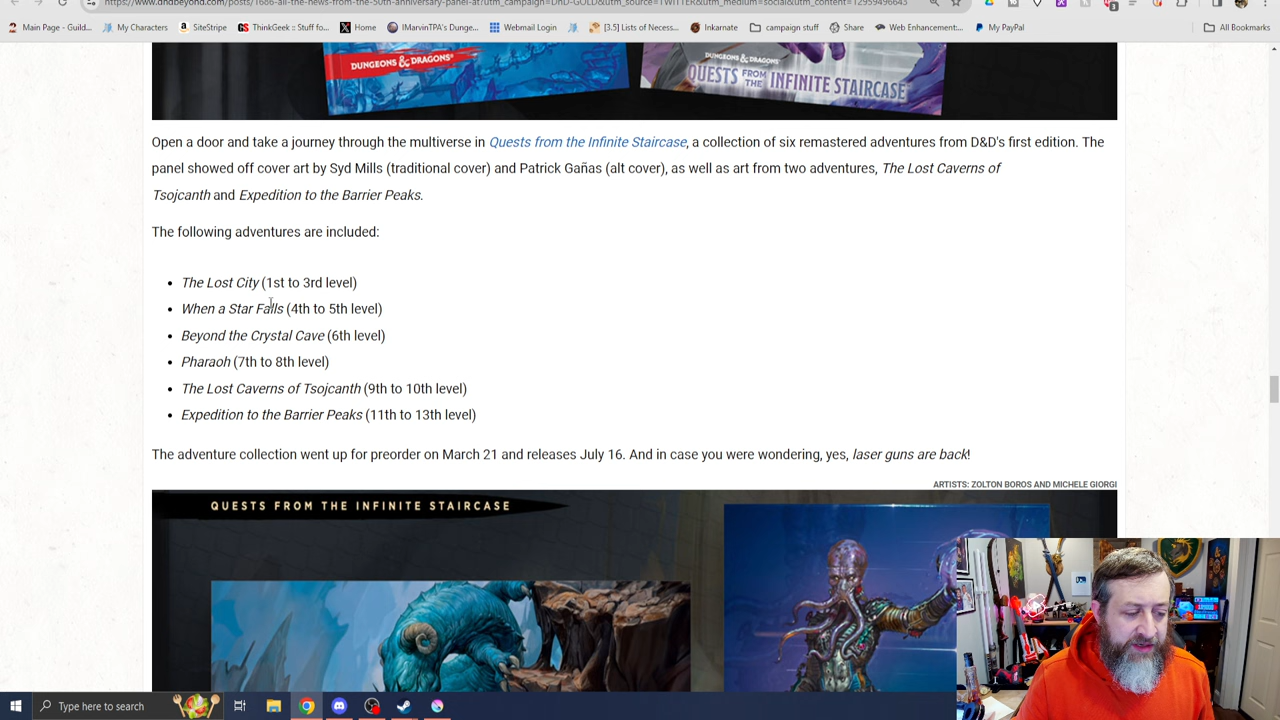 https://www.dndbeyond.com/posts/1666-all-the-news-from-the-50th-anniversary-panel-at?utm_campaign=DnD-GOLD&utm_source=TWITTER&utm_medium=social&utm_content=12959496643
Main Page - Guild... My Characters SiteStripe ThinkGeek :: Stuff fo... Home IMarvinTPA's Dunge... Webmail Login [3.5] Lists of Necess... Inkarnate campaign stuff Share Web Enhancement:... My PayPal All Bookmarks
DUNGEONS & DRAGONS
DUNGEONS & DRAGONS
QUESTS FROM THE INFINITE STAIRCASE
Open a door and take a journey through the multiverse in Quests from the Infinite Staircase, a collection of six remastered adventures from D&D's first edition. The
panel showed off cover art by Syd Mills (traditional cover) and Patrick Gañas (alt cover), as well as art from two adventures, The Lost Caverns of
Tsojcanth and Expedition to the Barrier Peaks.
The following adventures are included:
• The Lost City (1st to 3rd level)
• When a Star Falls (4th to 5th level)
• Beyond the Crystal Cave (6th level)
• Pharaoh (7th to 8th level)
• The Lost Caverns of Tsojcanth (9th to 10th level)
• Expedition to the Barrier Peaks (11th to 13th level)
The adventure collection went up for preorder on March 21 and releases July 16. And in case you were wondering, yes, laser guns are back!
ARTISTS: ZOLTON BOROS AND MICHELE GIORGI
QUESTS FROM THE INFINITE STAIRCASE
Type here to search